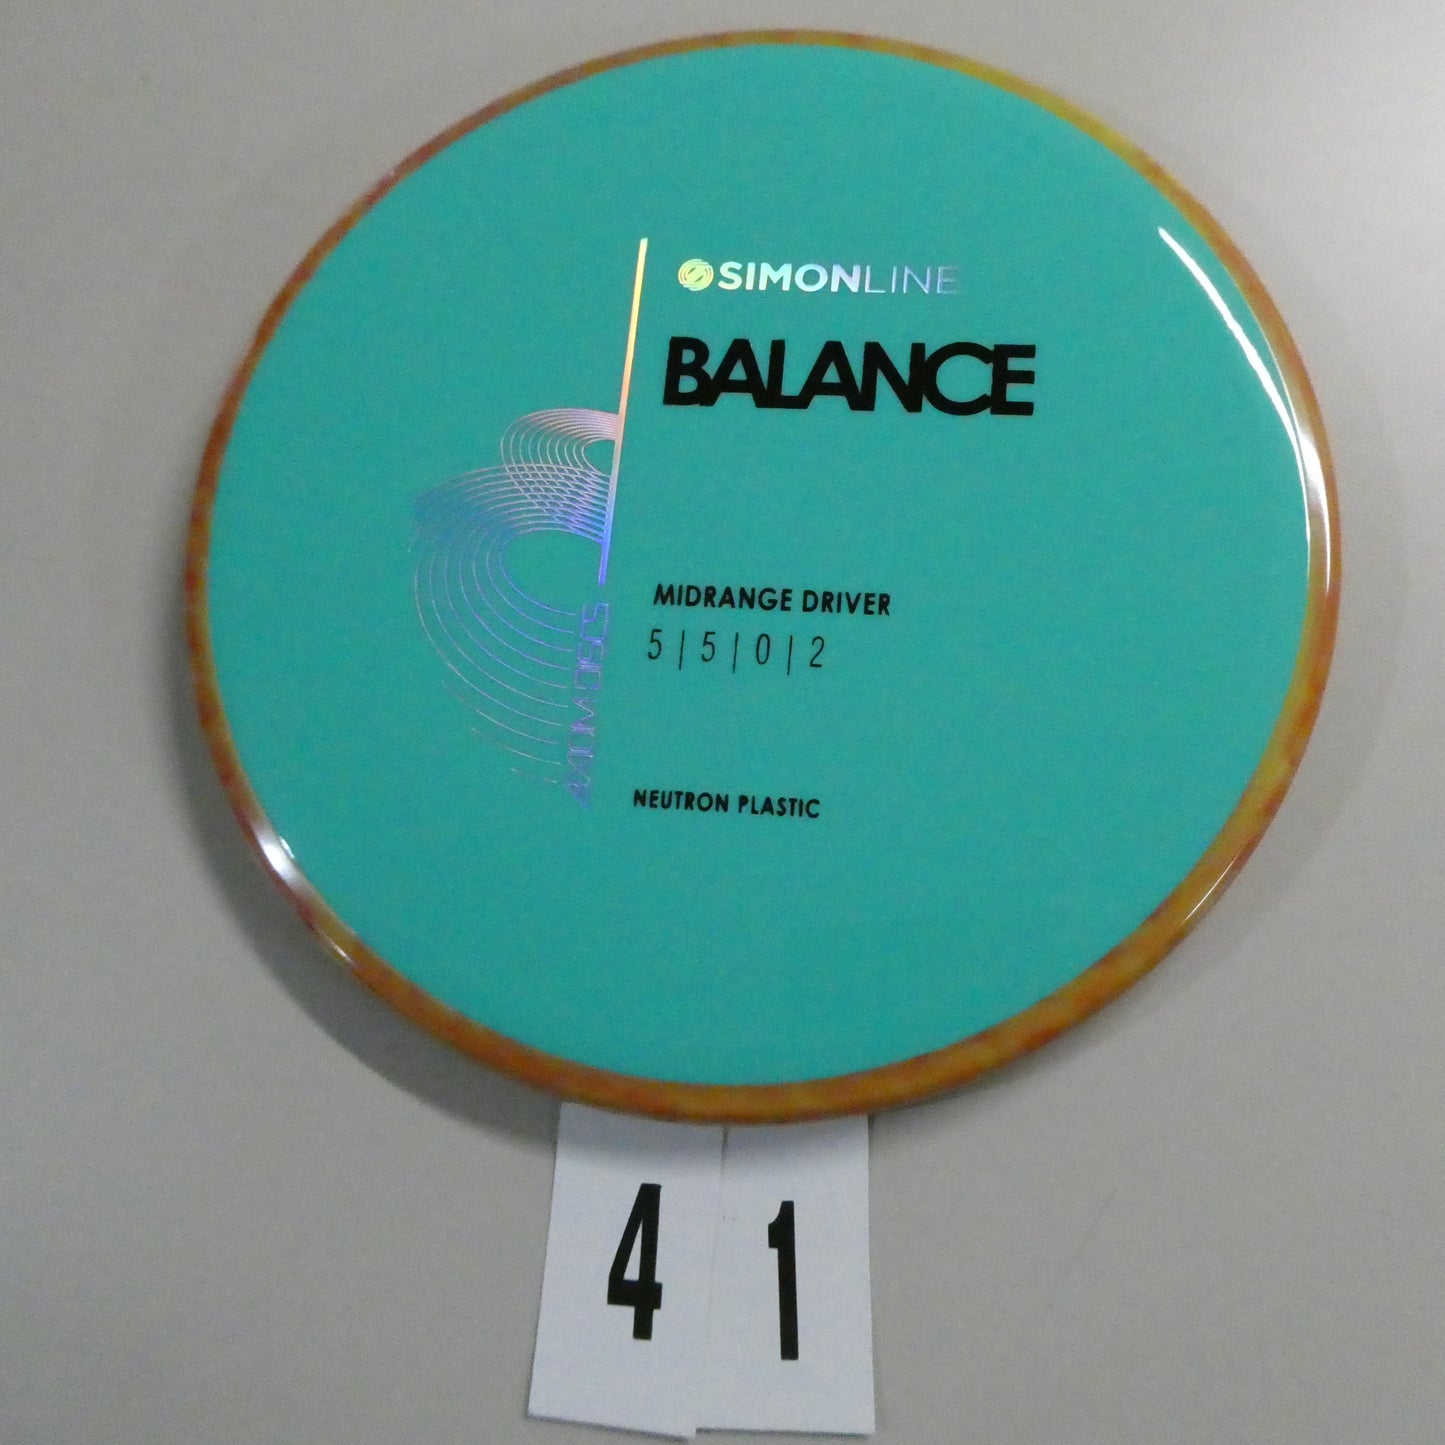 SIMONLINE
BALANCE
MIDRANGE DRIVER
5 | 5 | 0 | 2
AXIOM DISCS
NEUTRON PLASTIC
4 1